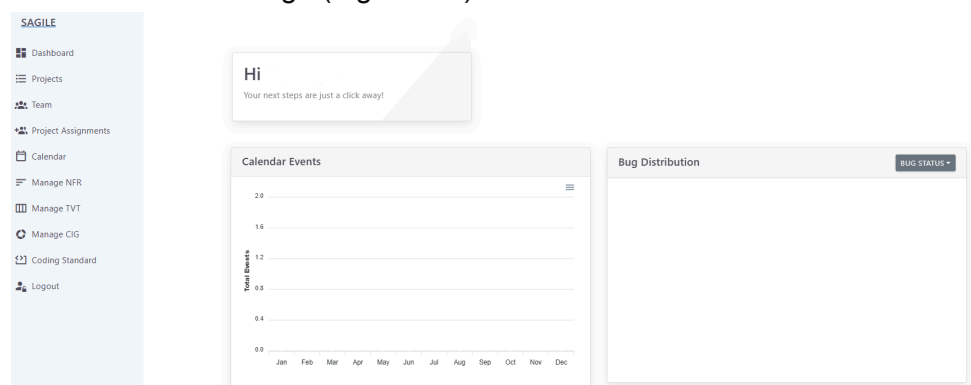 SAGILE
Dashboard
Projects
Team
Project Assignments
Calendar
Manage NFR
Manage TVT
Manage CIG
Coding Standard
Logout
Hi
Your next steps are just a click away!
Calendar Events
2.0
1.6
1.2
0.8
0.4
0.0
Total Events
Jan Feb Mar Apr May Jun Jul Aug Sep Oct Nov Dec
Bug Distribution
BUG STATUS